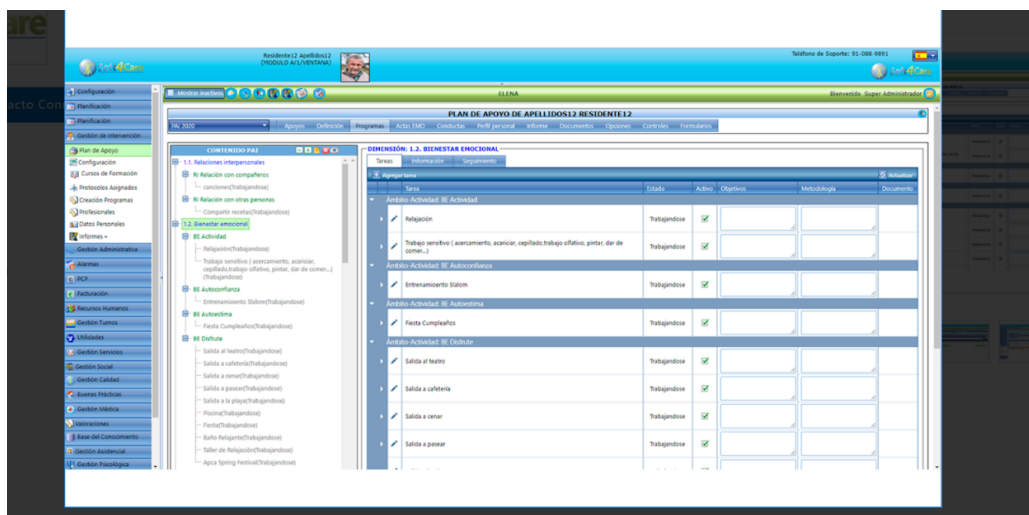 Residente12 Apellidos12
(MODULO A/1/VENTANA)
Teléfono de Soporte: 91-088-9891
Mostrar inactivos
ELENA
Bienvenido Super Administrador
Configuración
Planificación
Planificación
Gestión de Intervención
Plan de Apoyo
Configuración
Cursos de Formación
Protocolos Asignados
Creación Programas
Profesionales
Datos Personales
Informes
Gestión Administrativa
Alarmas
PCP
Facturación
Recursos Humanos
Gestión Turnos
Utilidades
Gestión Servicios
Gestión Social
Gestión Calidad
Buenas Prácticas
Gestión Médica
Valoraciones
Base del Conocimiento
Gestión Asistencial
Gestión Psicológica
PLAN DE APOYO DE APELLIDOS12 RESIDENTE12
PAI 2020
Apoyos Definición Programas Actas EMD Conductas Perfil personal Informe Documentos Opciones Controles Formularios
CONTENIDO PAI
1.1. Relaciones interpersonales
RI Relación con compañeros
canciones(Trabajandose)
RI Relación con otras personas
Compartir recetas(Trabajandose)
1.2. Bienestar emocional
BE Actividad
Relajación(Trabajandose)
Trabajo sensitivo ( acercamiento, acariciar,
cepillado,trabajo olfativo, pintar, dar de comer...)
(Trabajandose)
BE Autoconfianza
Entrenamioento Slalom(Trabajandose)
BE Autoestima
Fiesta Cumpleaños(Trabajandose)
BE Disfrute
Salida al teatro(Trabajandose)
Salida a cafetería(Trabajandose)
Salida a cenar(Trabajandose)
Salida a pasear(Trabajandose)
Salida a la playa(Trabajandose)
Piscina(Trabajandose)
Fiesta(Trabajandose)
Baño Relajante(Trabajandose)
Taller de Relajación(Trabajandose)
Apca Spring Festival(Trabajandose)
DIMENSIÓN: 1.2. BIENESTAR EMOCIONAL
Tareas Información Seguimiento
Agregar tarea Actualizar
Tarea Estado Activo Objetivos Metodología Documento
Ámbito-Actividad: BE Actividad
Relajación Trabajandose
Trabajo sensitivo ( acercamiento, acariciar, cepillado,trabajo olfativo, pintar, dar de
comer...) Trabajandose
Ámbito-Actividad: BE Autoconfianza
Entrenamioento Slalom Trabajandose
Ámbito-Actividad: BE Autoestima
Fiesta Cumpleaños Trabajandose
Ámbito-Actividad: BE Disfrute
Salida al teatro Trabajandose
Salida a cafetería Trabajandose
Salida a cenar Trabajandose
Salida a pasear Trabajandose